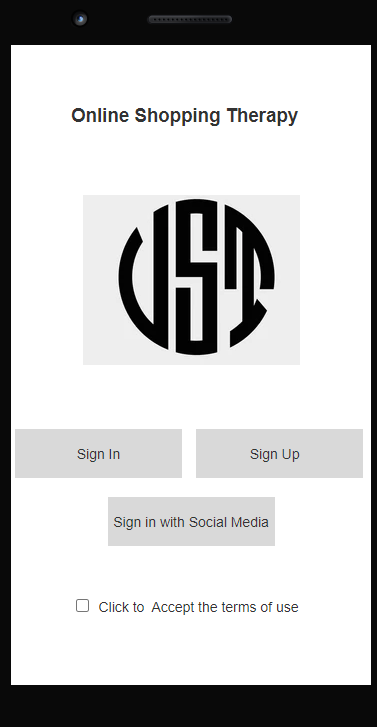 Online Shopping Therapy
UST
Sign In
Sign Up
Sign in with Social Media
Click to  Accept the terms of use